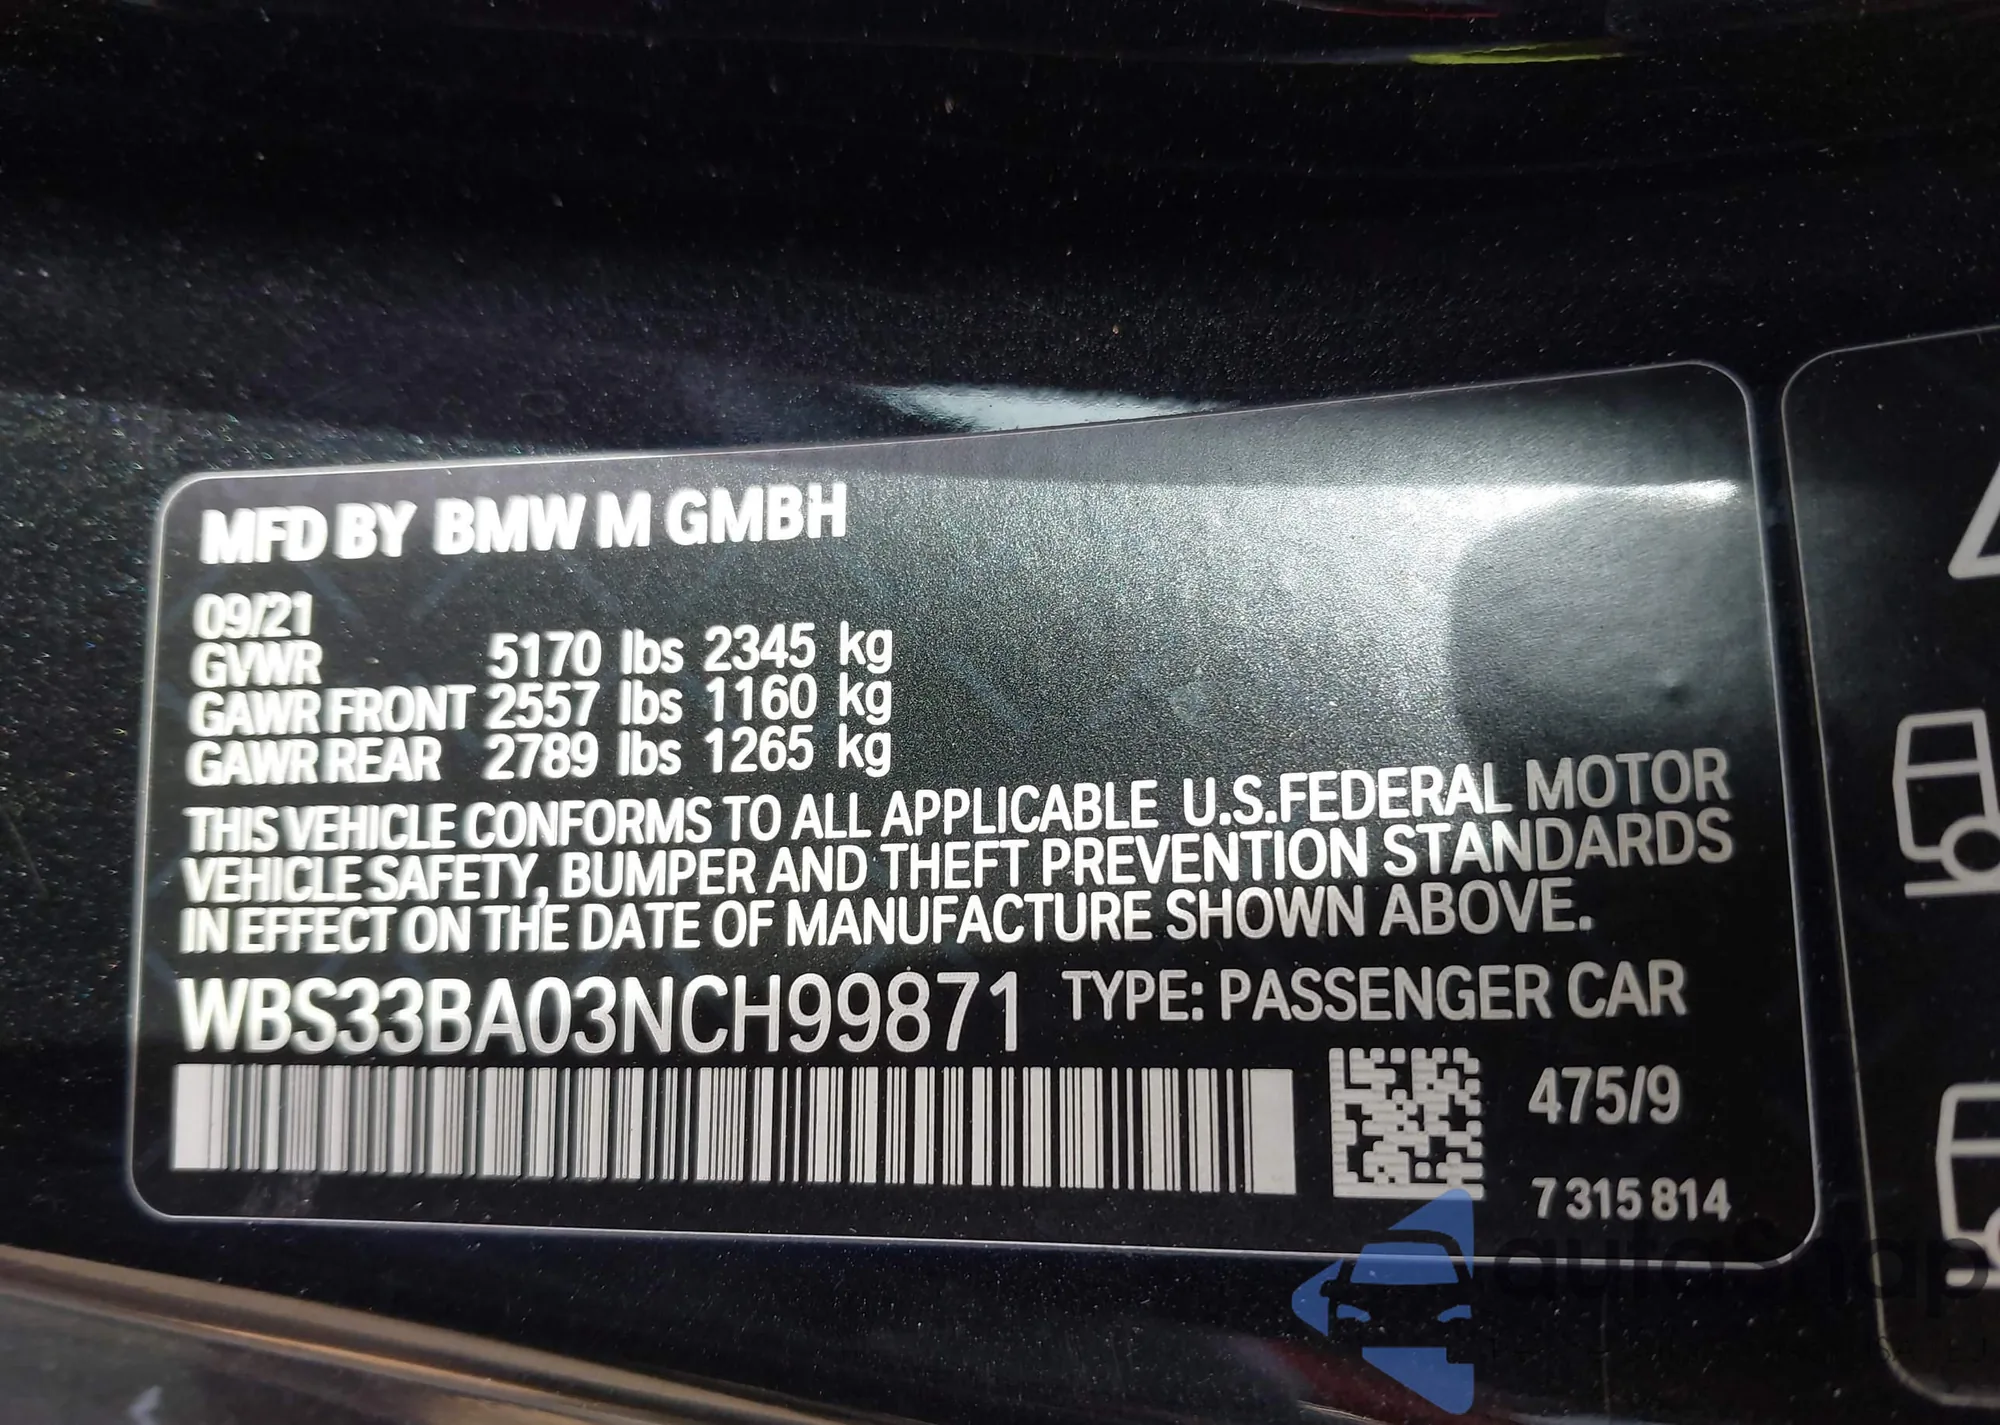 MFD BY BMW M GMBH
09/21
GVWR 5170 lbs 2345 kg
GAWR FRONT 2557 lbs 1160 kg
GAWR REAR 2789 lbs 1265 kg
THIS VEHICLE CONFORMS TO ALL APPLICABLE U.S.FEDERAL MOTOR
VEHICLE SAFETY, BUMPER AND THEFT PREVENTION STANDARDS
IN EFFECT ON THE DATE OF MANUFACTURE SHOWN ABOVE.
WBS33BA03NCH99871 TYPE: PASSENGER CAR
475/9
7 315 814